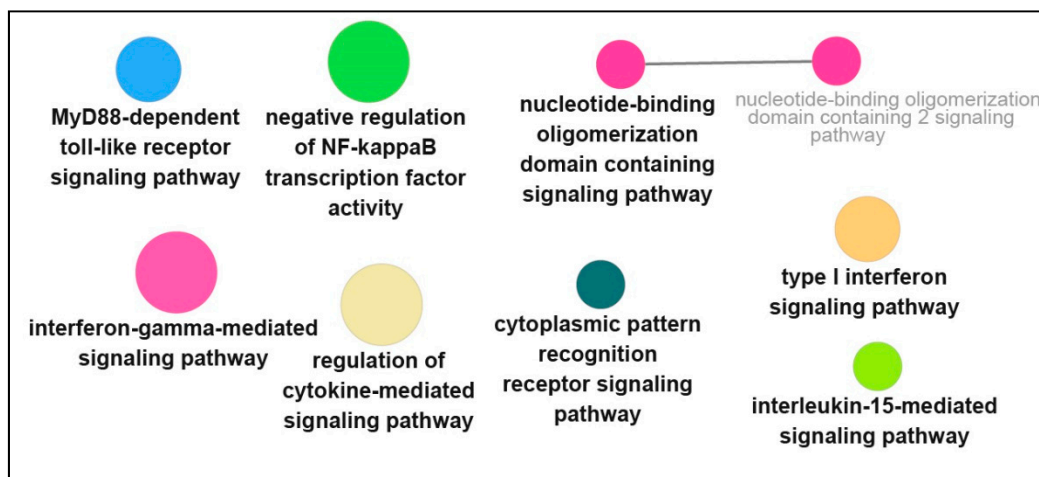 MyD88-dependent
toll-like receptor
signaling pathway
negative regulation
of NF-kappaB
transcription factor
activity
nucleotide-binding
oligomerization
domain containing
signaling pathway
nucleotide-binding oligomerization
domain containing 2 signaling
pathway
interferon-gamma-mediated
signaling pathway
regulation of
cytokine-mediated
signaling pathway
cytoplasmic pattern
recognition
receptor signaling
pathway
type I interferon
signaling pathway
interleukin-15-mediated
signaling pathway